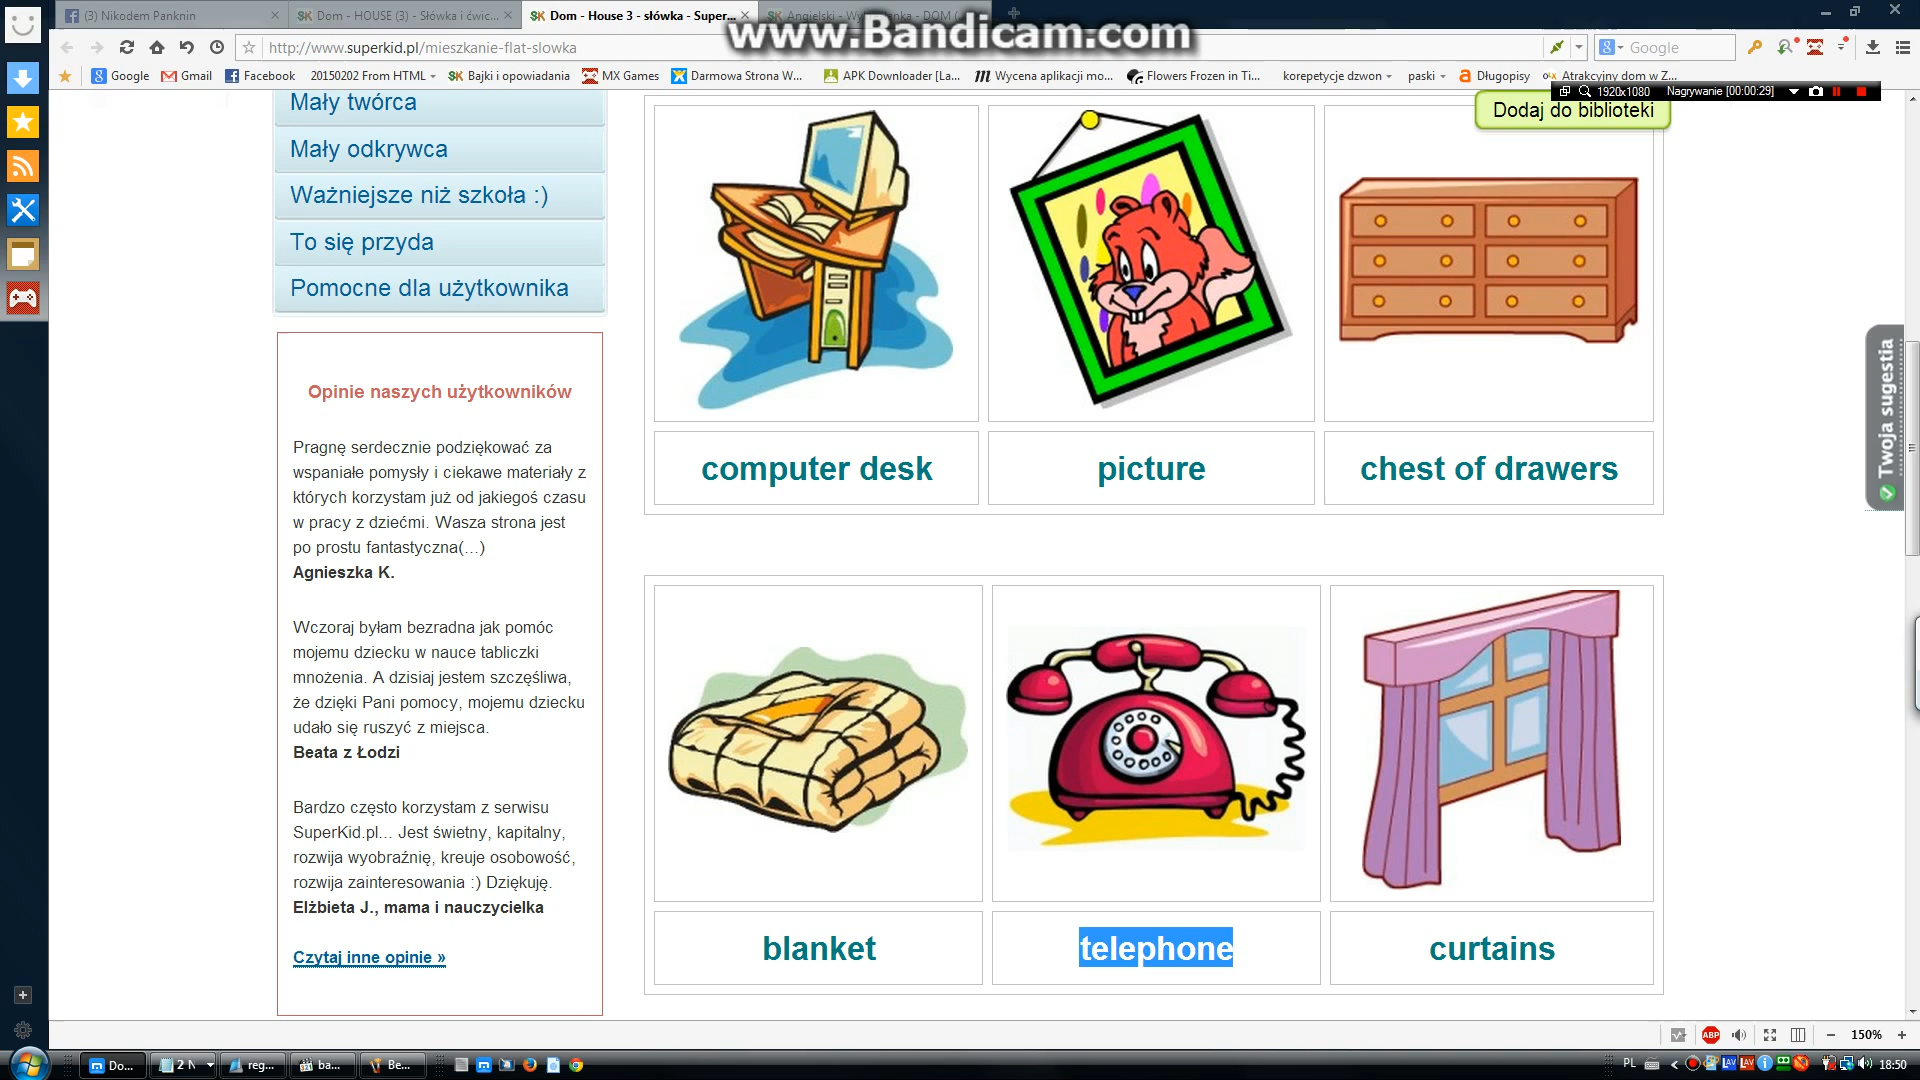 (3) Nikodem Panknin
Dom - HOUSE (3) - Słówka i ćwic...
Dom - House 3 - słówka - Super...
www.Bandicam.com
http://www.superkid.pl/mieszkanie-flat-slowka
Google
Google
Gmail
Facebook
20150202 From HTML
Bajki i opowiadania
MX Games
Darmowa Strona W...
APK Downloader [La...
Wycena aplikacji mo...
Flowers Frozen in Ti...
korepetycje dzwon
paski
Długopisy
Atrakcyjny dom w Z...
1920x1080
Nagrywanie [00:00:29]
Dodaj do biblioteki
Mały twórca
Mały odkrywca
Ważniejsze niż szkoła :)
To się przyda
Pomocne dla użytkownika
Opinie naszych użytkowników
Pragnę serdecznie podziękować za
wspaniałe pomysły i ciekawe materiały z
których korzystam już od jakiegoś czasu
w pracy z dziećmi. Wasza strona jest
po prostu fantastyczna(...)
Agnieszka K.
Wczoraj byłam bezradna jak pomóc
mojemu dziecku w nauce tabliczki
mnożenia. A dzisiaj jestem szczęśliwa,
że dzięki Pani pomocy, mojemu dziecku
udało się ruszyć z miejsca.
Beata z Łodzi
Bardzo często korzystam z serwisu
SuperKid.pl... Jest świetny, kapitalny,
rozwija wyobraźnię, kreuje osobowość,
rozwija zainteresowania :) Dziękuję.
Elżbieta J., mama i nauczycielka
Czytaj inne opinie »
computer desk
picture
chest of drawers
blanket
telephone
curtains
Twoja sugestia
ABP
150%
Do...
2 N
reg...
ba...
Be...
PL
18:50